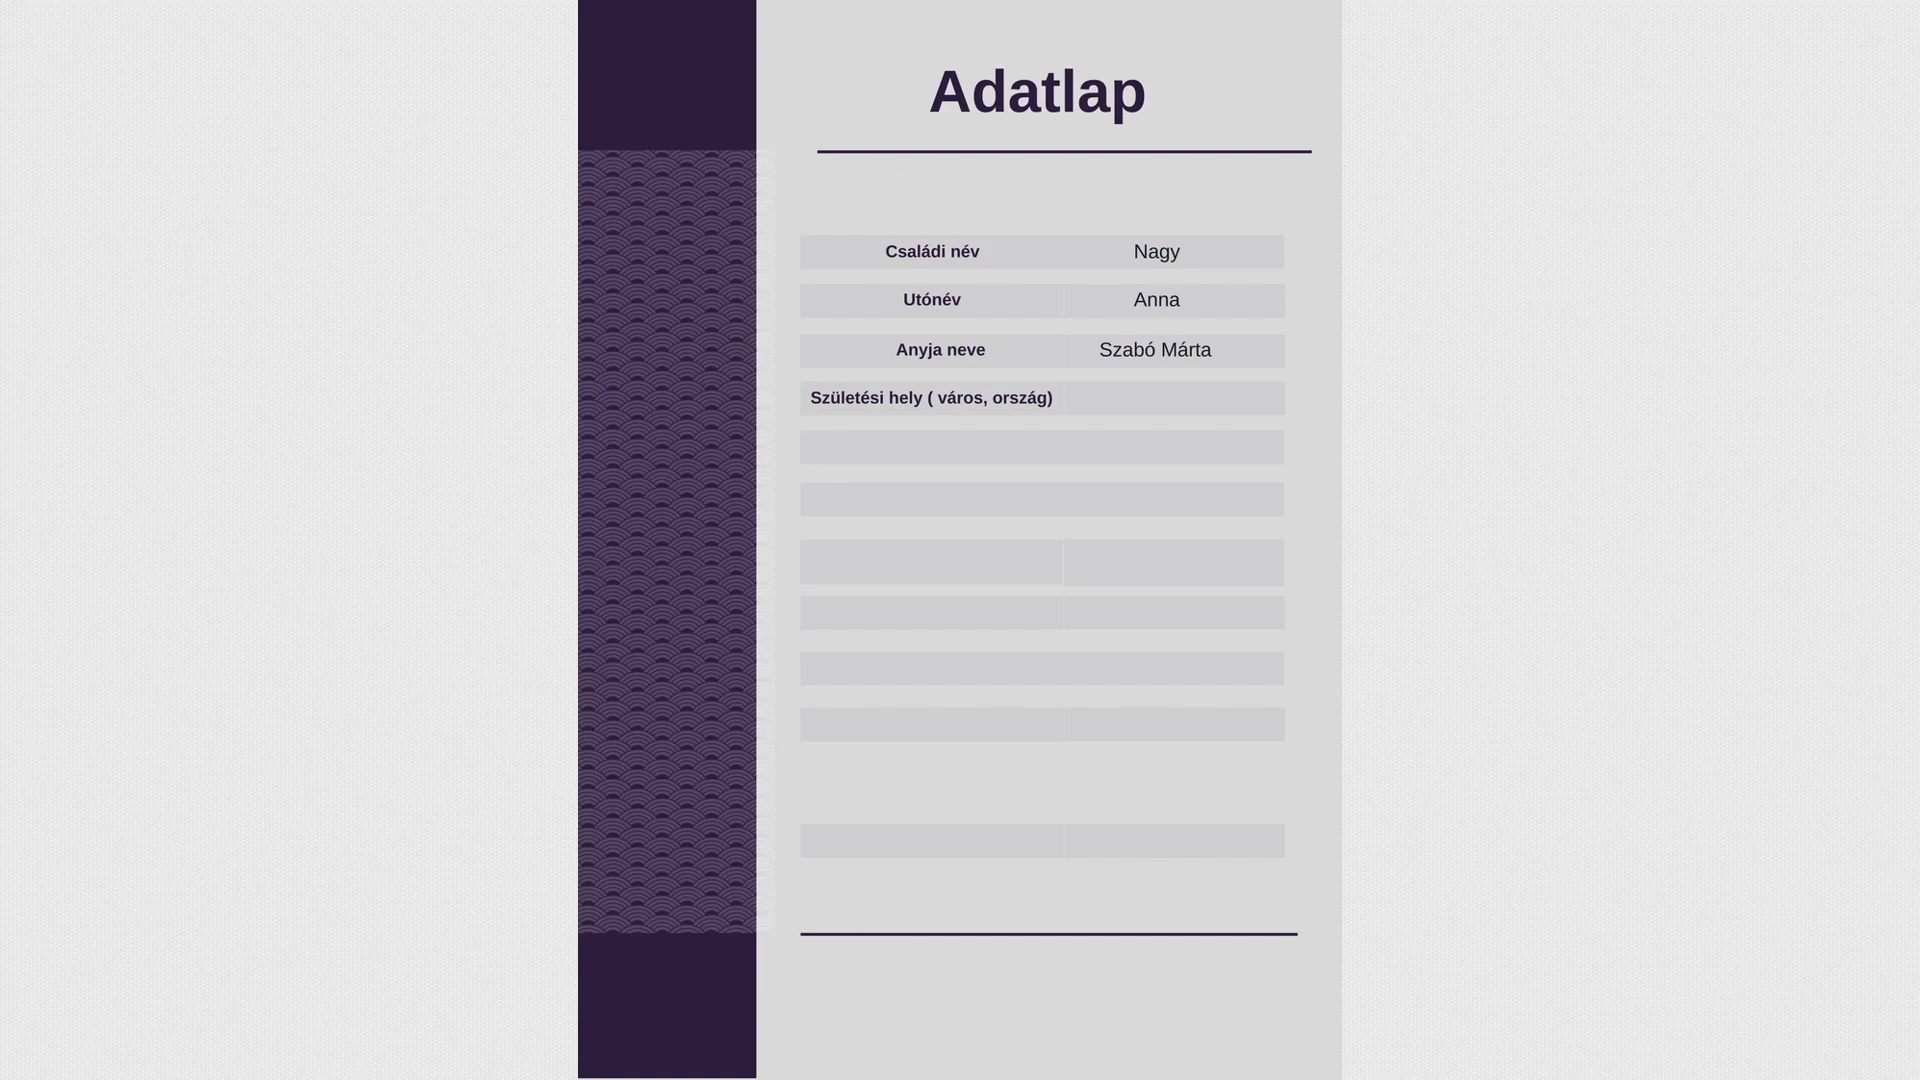 Adatlap
Családi név Nagy
Utónév Anna
Anyja neve Szabó Márta
Születési hely ( város, ország)